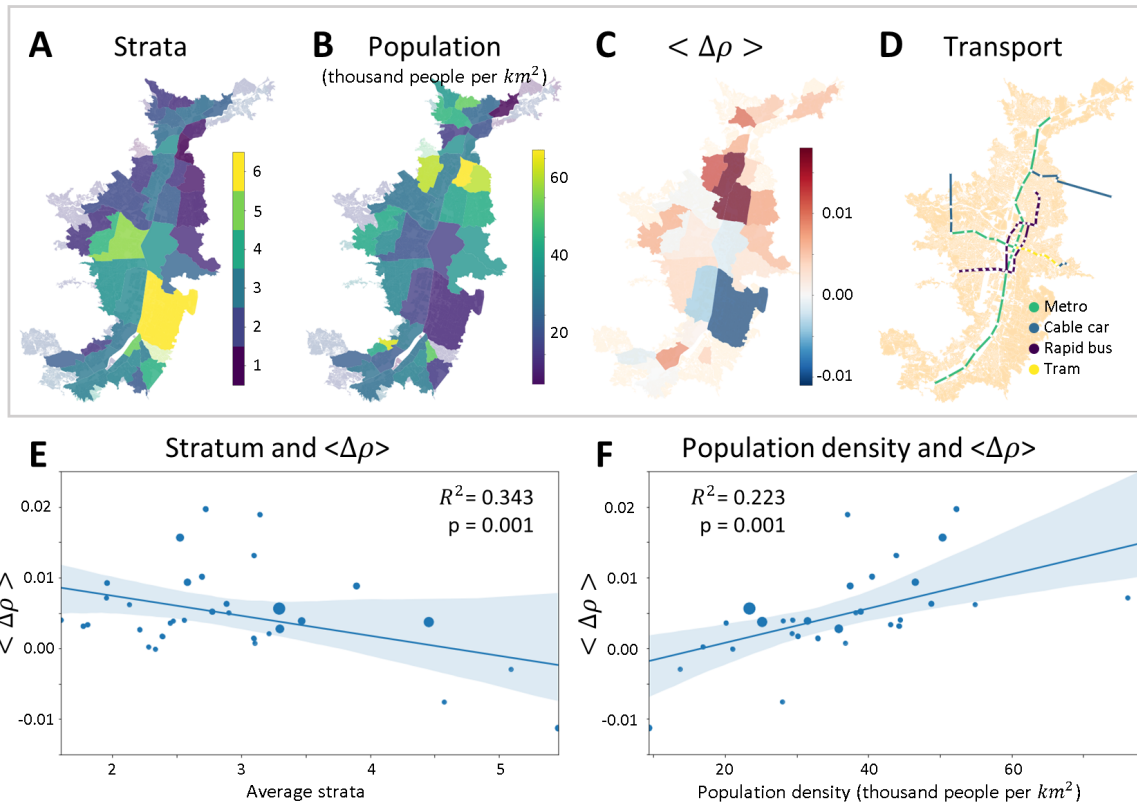 A Strata
B Population
(thousand people per km²)
C < Δρ >
D Transport
6
5
4
3
2
1
60
40
20
0.01
0.00
-0.01
Metro
Cable car
Rapid bus
Tram
E Stratum and <Δρ>
R² = 0.343
p = 0.001
0.02
0.01
0.00
-0.01
< Δρ >
2 3 4 5
Average strata
F Population density and <Δρ>
R² = 0.223
p = 0.001
0.02
0.01
0.00
-0.01
< Δρ >
20 40 60
Population density (thousand people per km²)